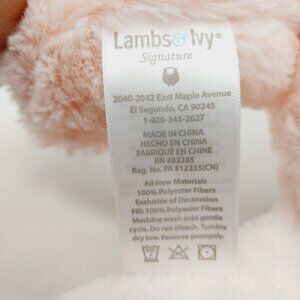 Lambs&Ivy®
Signature
2040-2042 East Maple Avenue
El Segundo, CA 90245
1-800-345-2627
MADE IN CHINA
HECHO EN CHINA
FABRIQUÉ EN CHINE
RN #83285
Reg. No. PA #12355(CN)
All New Materials
100% Polyester Fibers
Exclusive of Decoration
Fill: 100% Polyester Fibers
Machine wash cold gentle
cycle. Do not bleach. Tumble
dry low. Remove promptly.